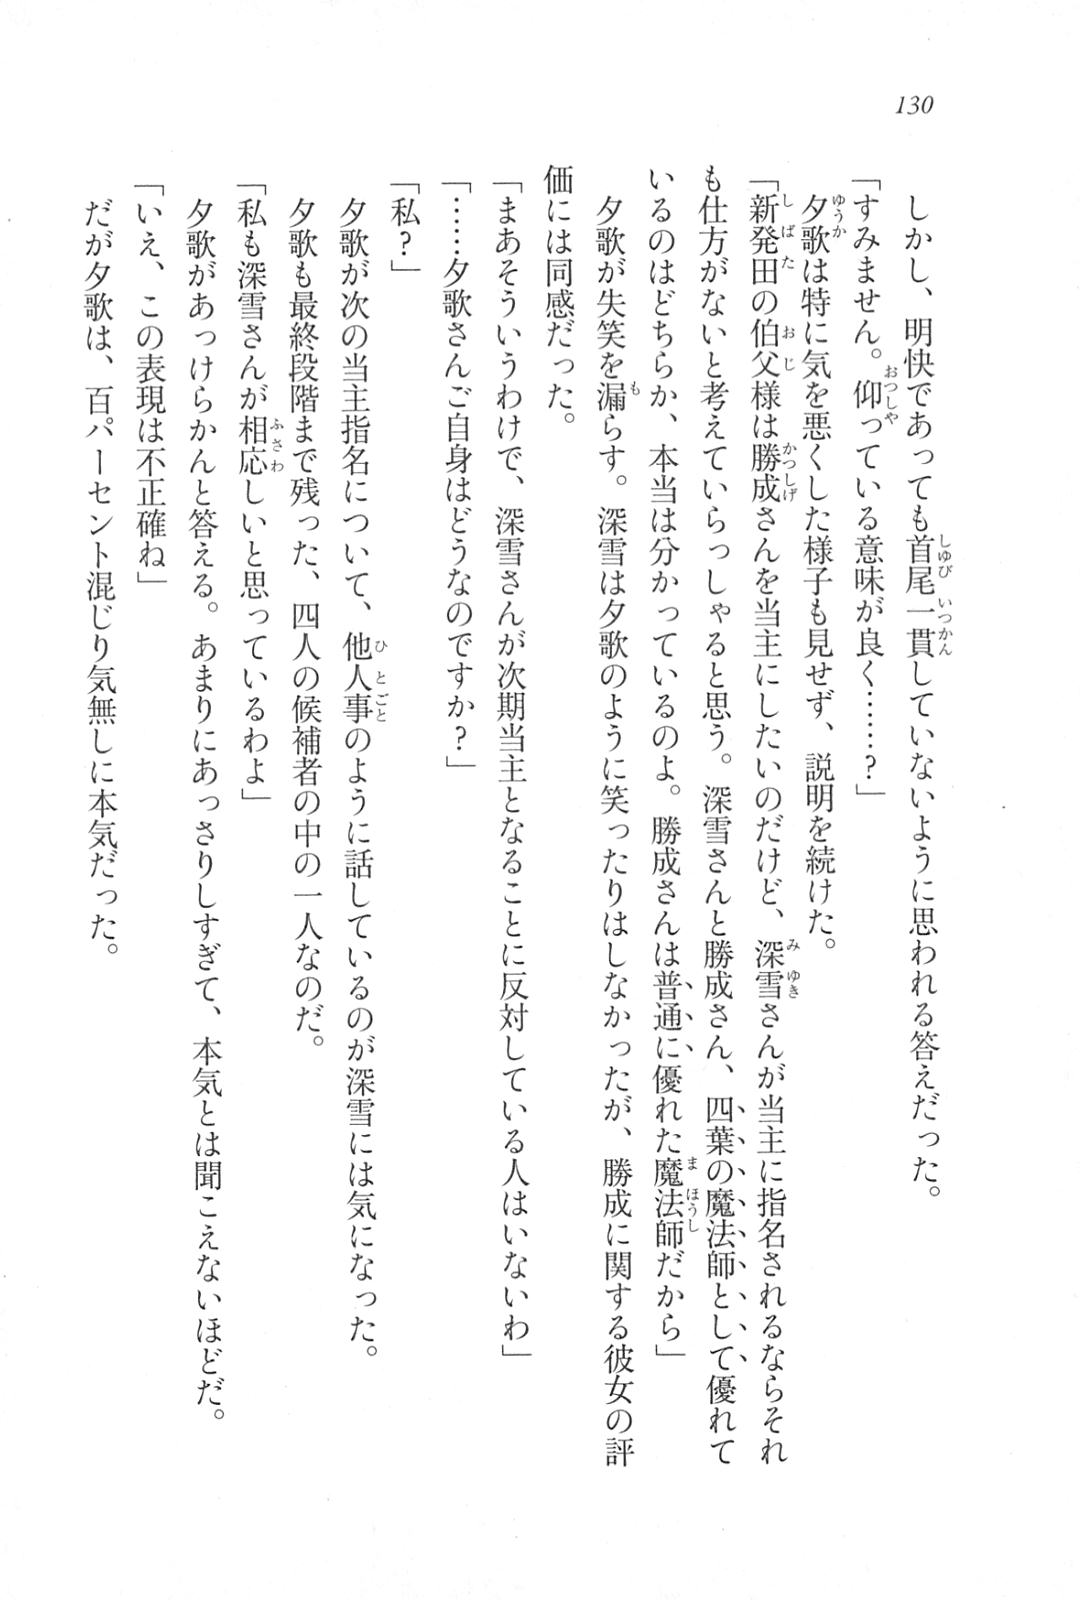 130
しかし、明快であっても首尾一貫していないように思われる答えだった。
「すみません。仰っている意味が良く……?」
夕歌は特に気を悪くした様子も見せず、説明を続けた。
「新発田の伯父様は勝成さんを当主にしたいのだけど、深雪さんが当主に指名されるならそれ
も仕方がないと考えていらっしゃると思う。深雪さんと勝成さん、四葉の魔法師として優れて
いるのはどちらか、本当は分かっているのよ。勝成さんは普通に優れた魔法師だから」
夕歌が失笑を漏らす。深雪は夕歌のように笑ったりはしなかったが、勝成に関する彼女の評
価には同感だった。
「まあそういうわけで、深雪さんが次期当主となることに反対している人はいないわ」
「……夕歌さんご自身はどうなのですか?」
「私?」
夕歌が次の当主指名について、他人事のように話しているのが深雪には気になった。
夕歌も最終段階まで残った、四人の候補者の中の一人なのだ。
「私も深雪さんが相応しいと思っているわよ」
夕歌があっけらかんと答える。あまりにあっさりしすぎて、本気とは聞こえないほどだ。
「いえ、この表現は不正確ね」
だが夕歌は、百パーセント混じり気無しに本気だった。